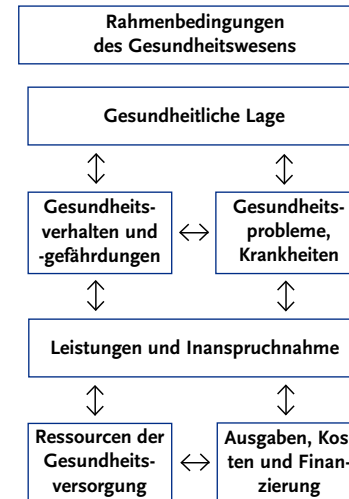 Rahmenbedingungen
des Gesundheitswesens
Gesundheitliche Lage
Gesundheits-
verhalten und
-gefährdungen
Gesundheits-
probleme,
Krankheiten
Leistungen und Inanspruchnahme
Ressourcen der
Gesundheits-
versorgung
Ausgaben, Kos-
ten und Finan-
zierung